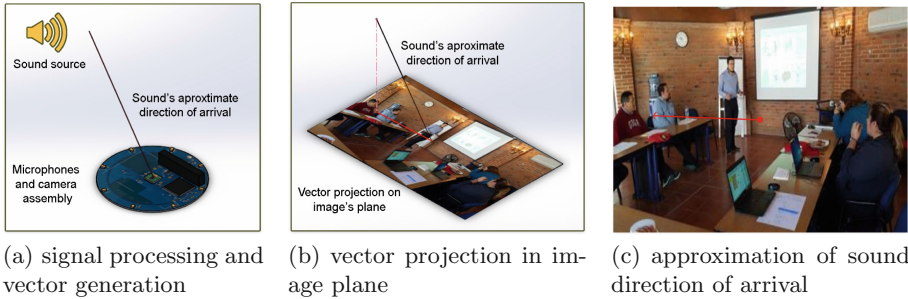 Sound source
Sound's aproxtimate
direction of arrival
Microphones
and camera
assembly
Sound's aproximate
direction of arrival
Vector projection on
image's plane
(a) signal processing and
vector generation
(b) vector projection in im-
age plane
(c) approximation of sound
direction of arrival